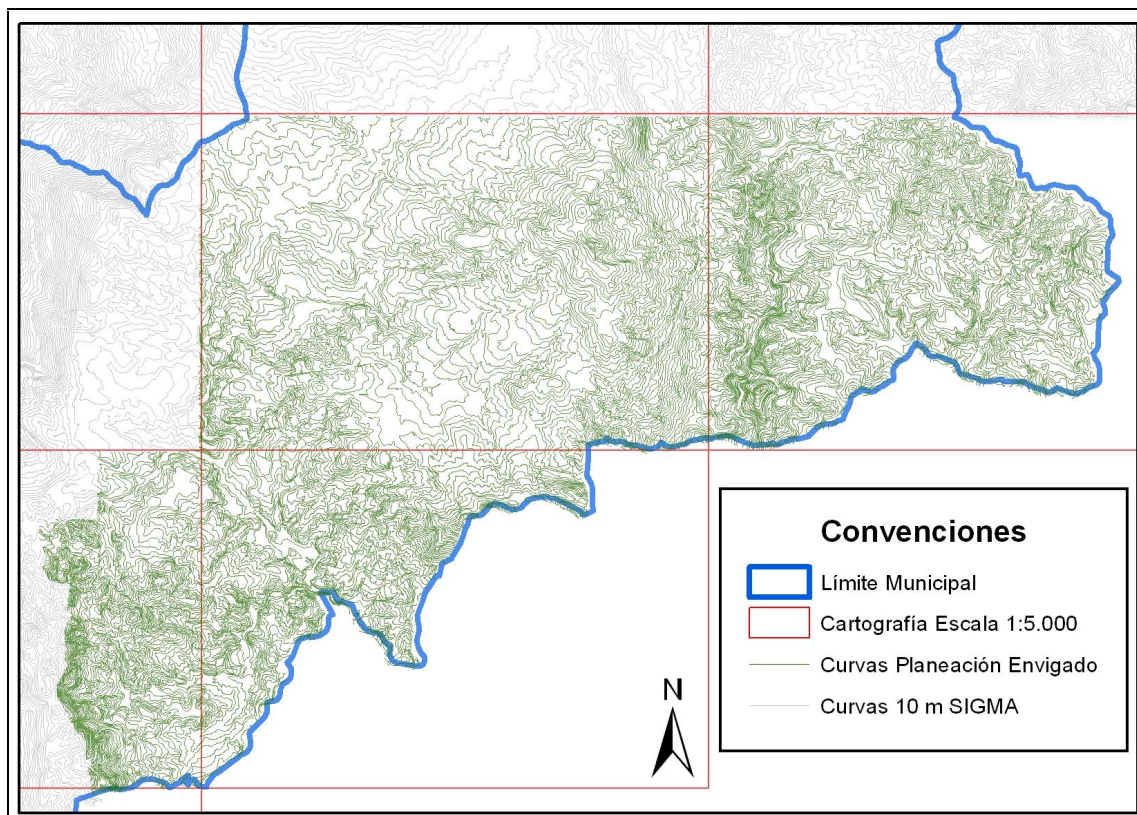 Convenciones
Límite Municipal
Cartografía Escala 1:5.000
Curvas Planeación Envigado
Curvas 10 m SIGMA
N